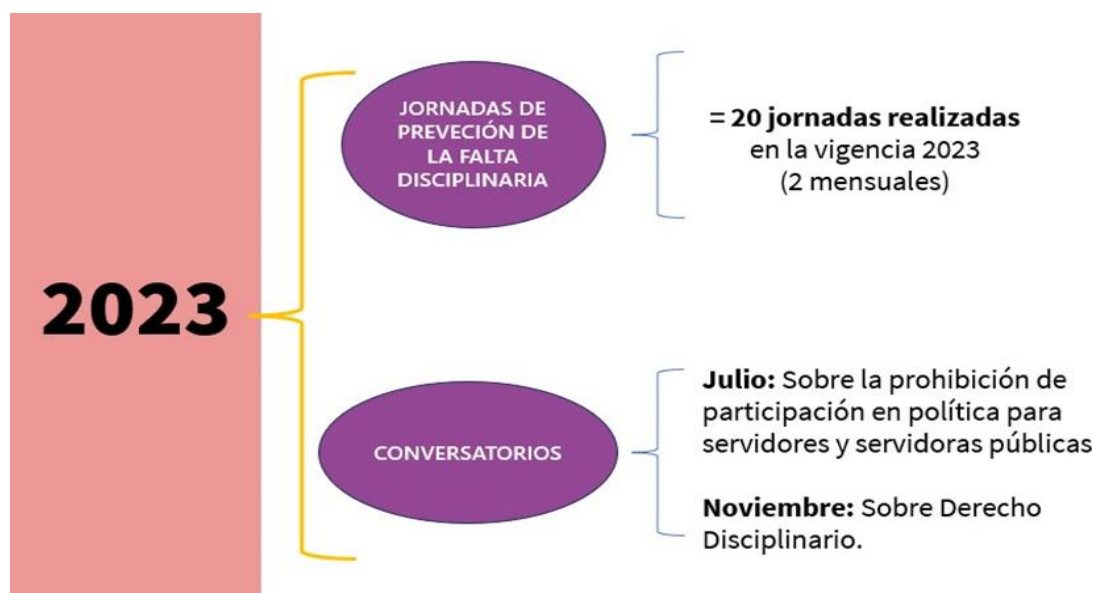 2023
JORNADAS DE
PREVECIÓN DE
LA FALTA
DISCIPLINARIA
= 20 jornadas realizadas
en la vigencia 2023
(2 mensuales)
CONVERSATORIOS
Julio: Sobre la prohibición de
participación en política para
servidores y servidoras públicas
Noviembre: Sobre Derecho
Disciplinario.